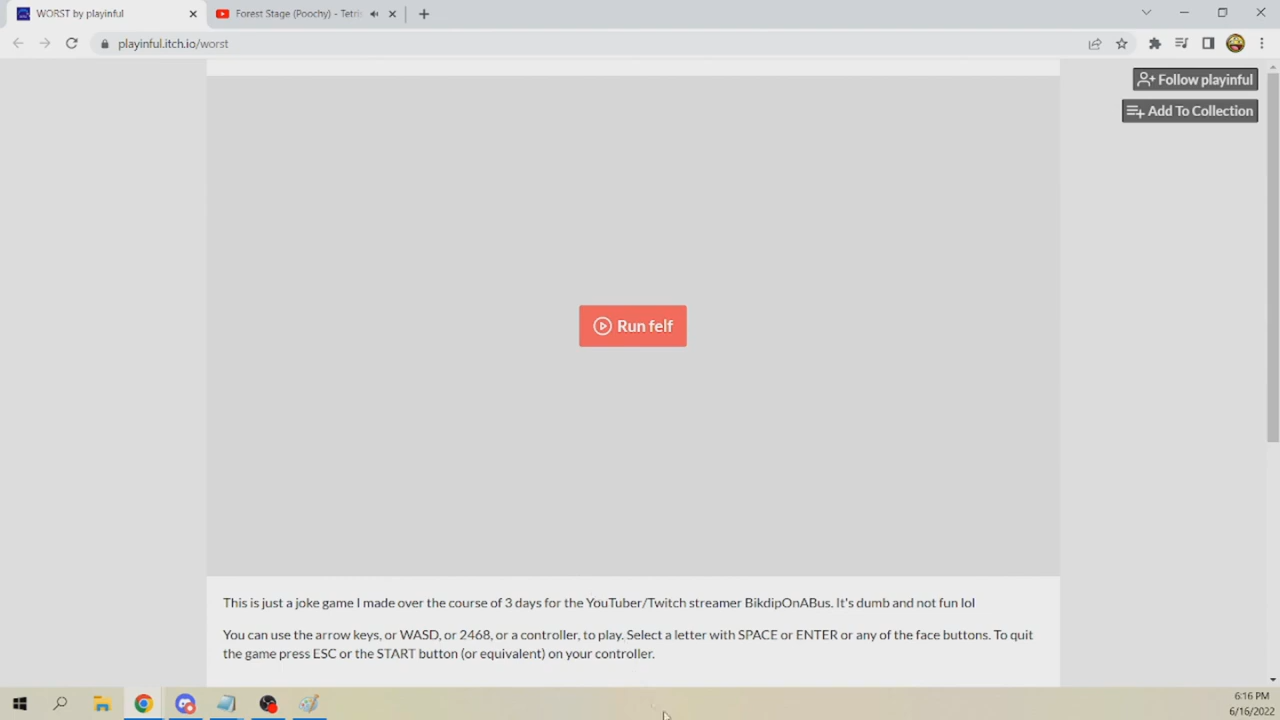 WORST by playinful
Forest Stage (Poochy) - Tetri
playinful.itch.io/worst
Follow playinful
Add To Collection
Run felf
This is just a joke game I made over the course of 3 days for the YouTuber/Twitch streamer BikdipOnABus. It's dumb and not fun lol
You can use the arrow keys, or WASD, or 2468, or a controller, to play. Select a letter with SPACE or ENTER or any of the face buttons. To quit
the game press ESC or the START button (or equivalent) on your controller.
6:16 PM
6/16/2022